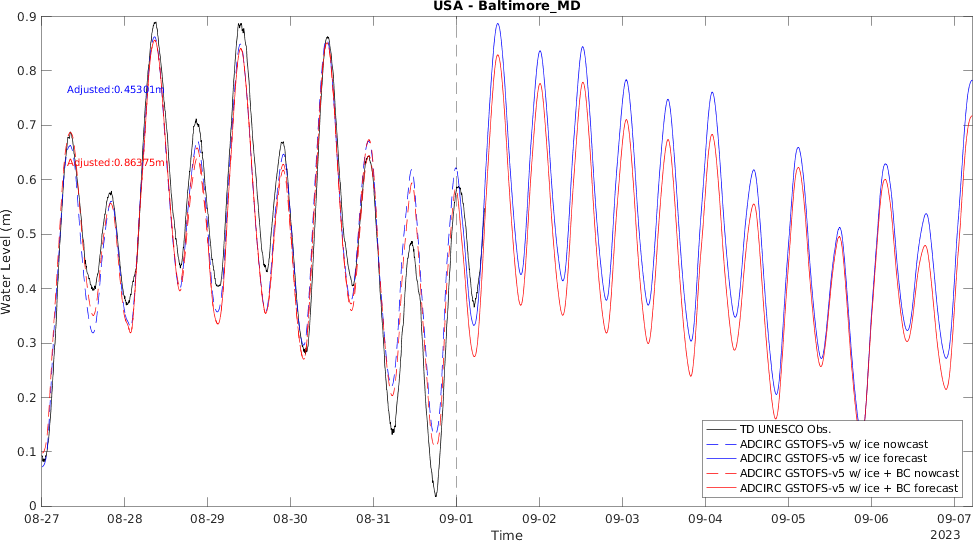 USA - Baltimore_MD
0.9
0.8
0.7
0.6
0.5
0.4
0.3
0.2
0.1
0
Water Level (m)
Adjusted:0.45301m
Adjusted:0.86375m
TD UNESCO Obs.
ADCIRC GSTOFS-v5 w/ ice nowcast
ADCIRC GSTOFS-v5 w/ ice forecast
ADCIRC GSTOFS-v5 w/ ice + BC nowcast
ADCIRC GSTOFS-v5 w/ ice + BC forecast
08-27 08-28 08-29 08-30 08-31 09-01 09-02 09-03 09-04 09-05 09-06 09-07
2023
Time